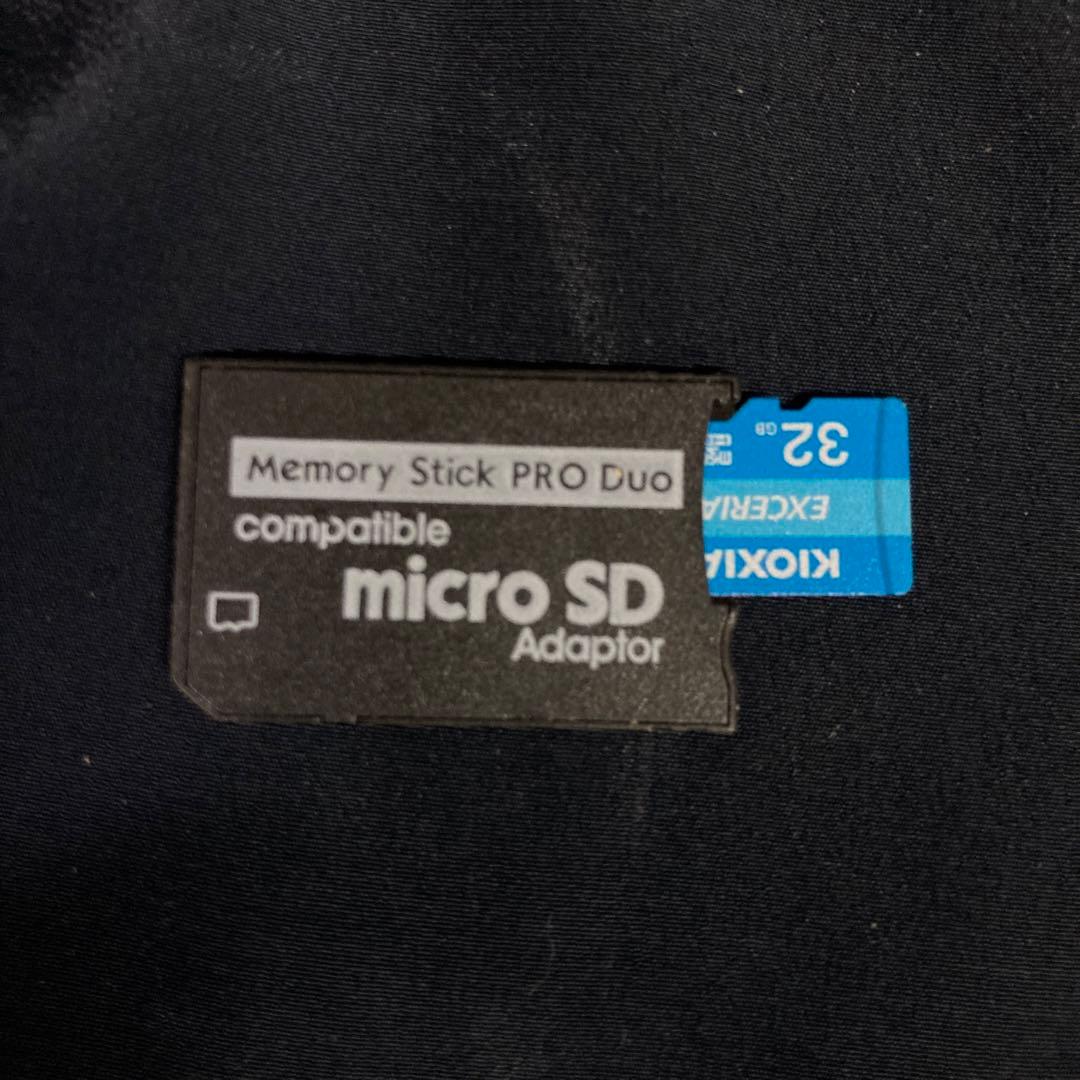 Memory Stick PRO Duo
compatible
micro SD
Adaptor
KIOXIA
EXCERIA
32 GB